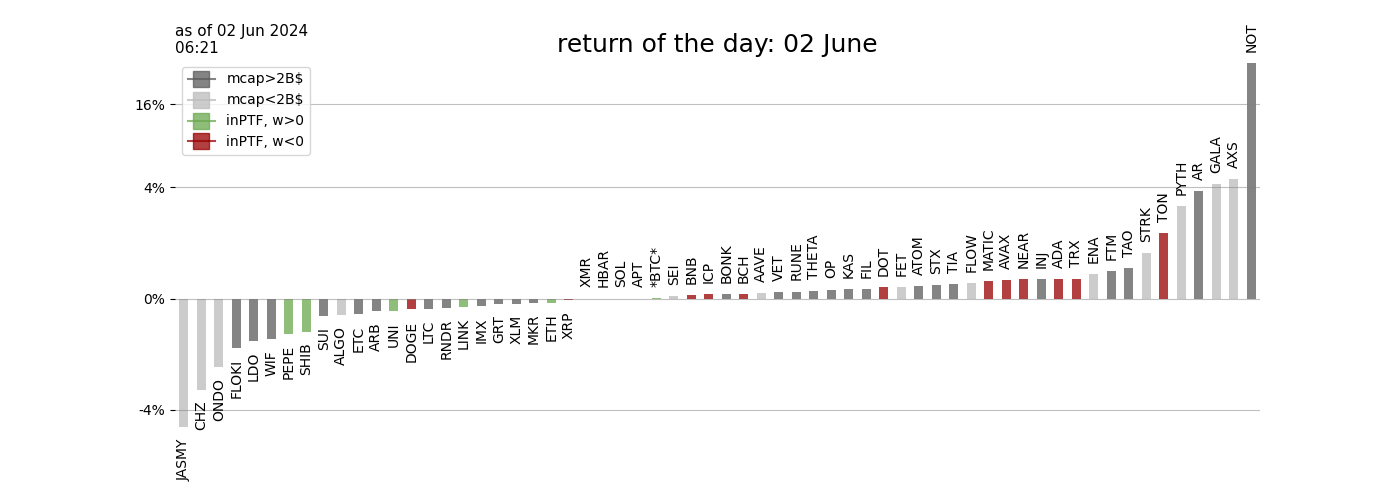 as of 02 Jun 2024
06:21
return of the day: 02 June
mcap>2B$
mcap<2B$
inPTF, w>0
inPTF, w<0
16%
4%
0%
-4%
JASMY
CHZ
ONDO
FLOKI
LDO
WIF
PEPE
SHIB
SUI
ALGO
ETC
ARB
UNI
DOGE
LTC
RNDR
LINK
IMX
GRT
XLM
MKR
ETH
XRP
XMR
HBAR
SOL
APT
*BTC*
SEI
BNB
ICP
BONK
BCH
AAVE
VET
RUNE
THETA
OP
KAS
FIL
DOT
FET
ATOM
STX
TIA
FLOW
MATIC
AVAX
NEAR
INJ
ADA
TRX
ENA
FTM
TAO
STRK
TON
PYTH
AR
GALA
AXS
NOT